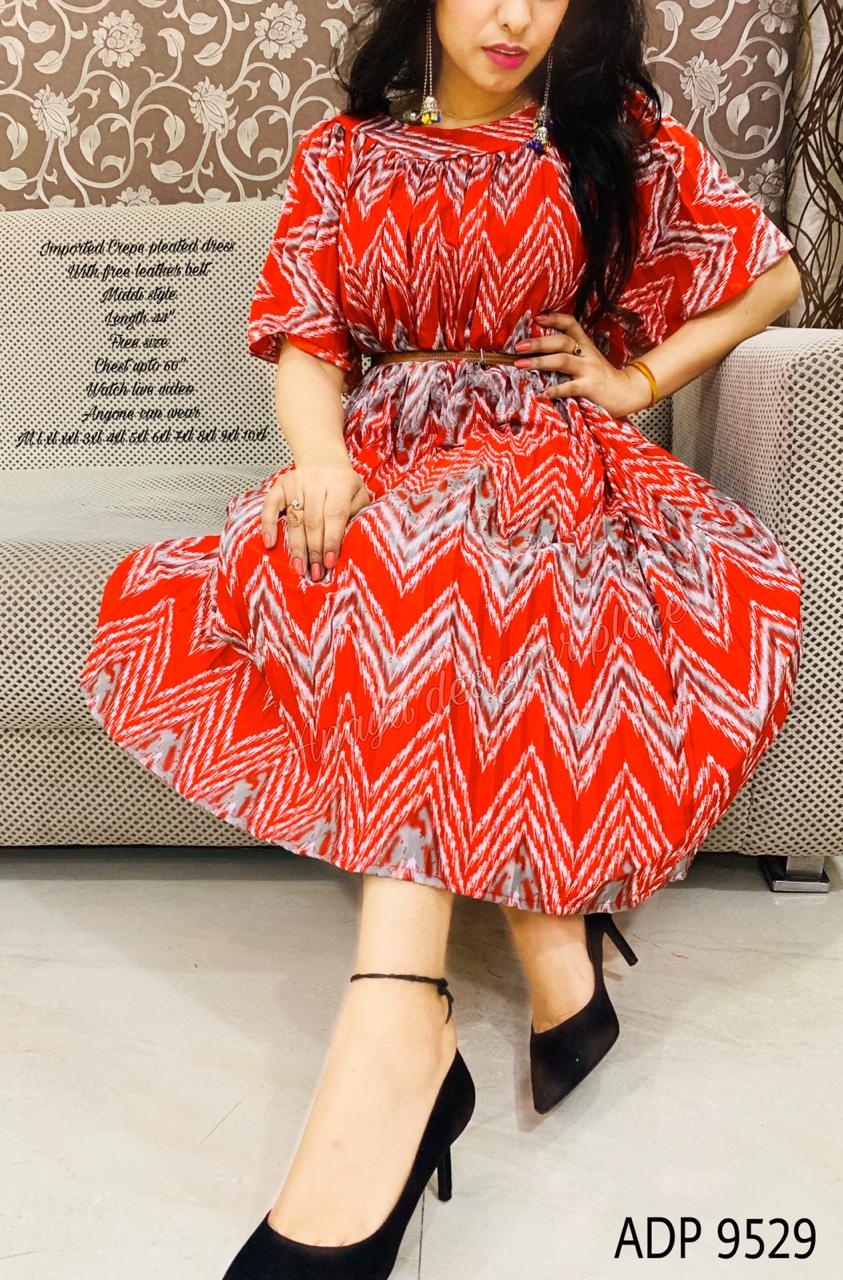 Imported Crepe pleated dress
With free leather belt
Middi style
Length 44"
Free size
Chest upto 60"
Watch live video
Anyone can wear
M,l,xl,xxl 3xl 4xl 5xl 6xl 7xl 8xl 9xl 10xl
Anaya designer place
ADP 9529